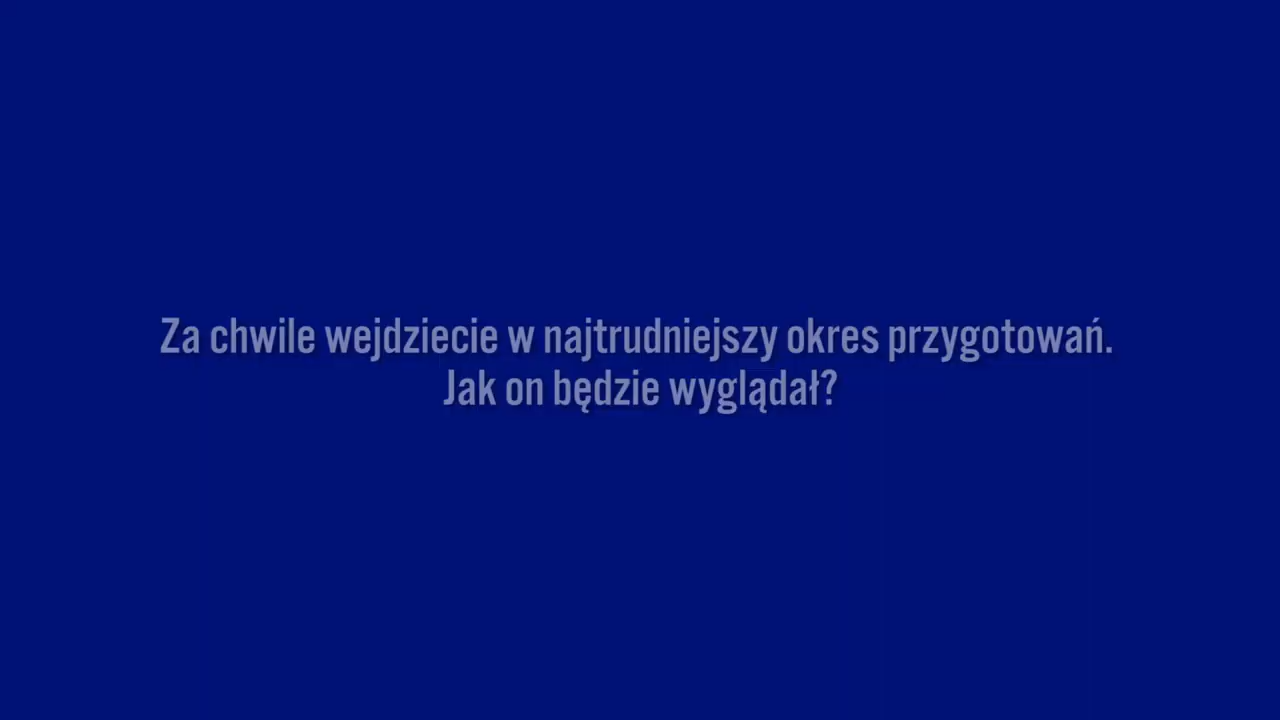 Za chwile wejdziecie w najtrudniejszy okres przygotowań.
Jak on będzie wyglądał?